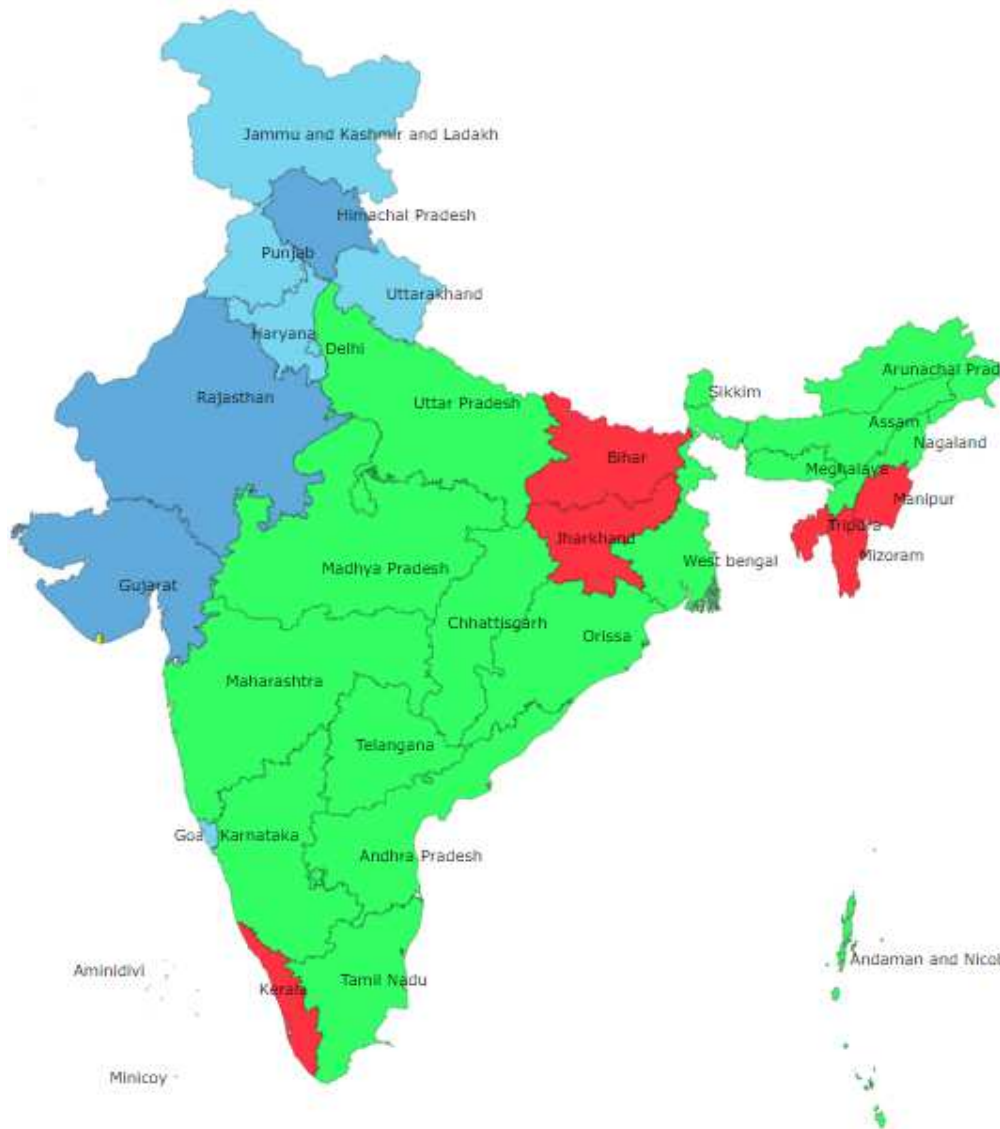 Jammu and Kashmir and Ladakh
Himachal Pradesh
Punjab
Uttarakhand
Haryana
Delhi
Rajasthan
Uttar Pradesh
Sikkim
Arunachal Prad
Assam
Nagaland
Bihar
Meghalaya
Manipur
Jharkhand
Tripura
Mizoram
West bengal
Gujarat
Madhya Pradesh
Chhattisgarh
Orissa
Maharashtra
Telangana
Goa
Karnataka
Andhra Pradesh
Andaman and Nicol
Aminidivi
Tamil Nadu
Kerala
Minicoy